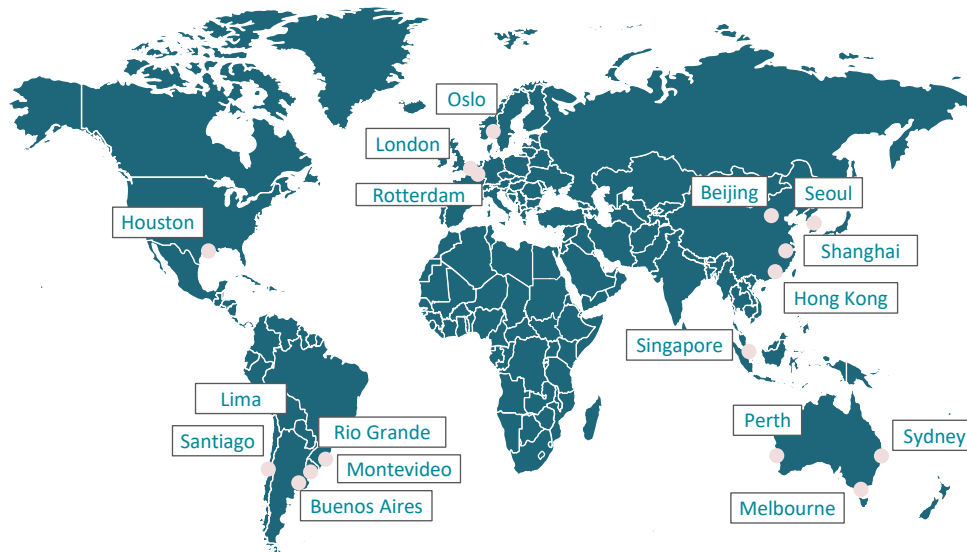 Oslo
London
Rotterdam
Beijing
Seoul
Houston
Shanghai
Hong Kong
Singapore
Lima
Perth
Rio Grande
Santiago
Sydney
Montevideo
Buenos Aires
Melbourne